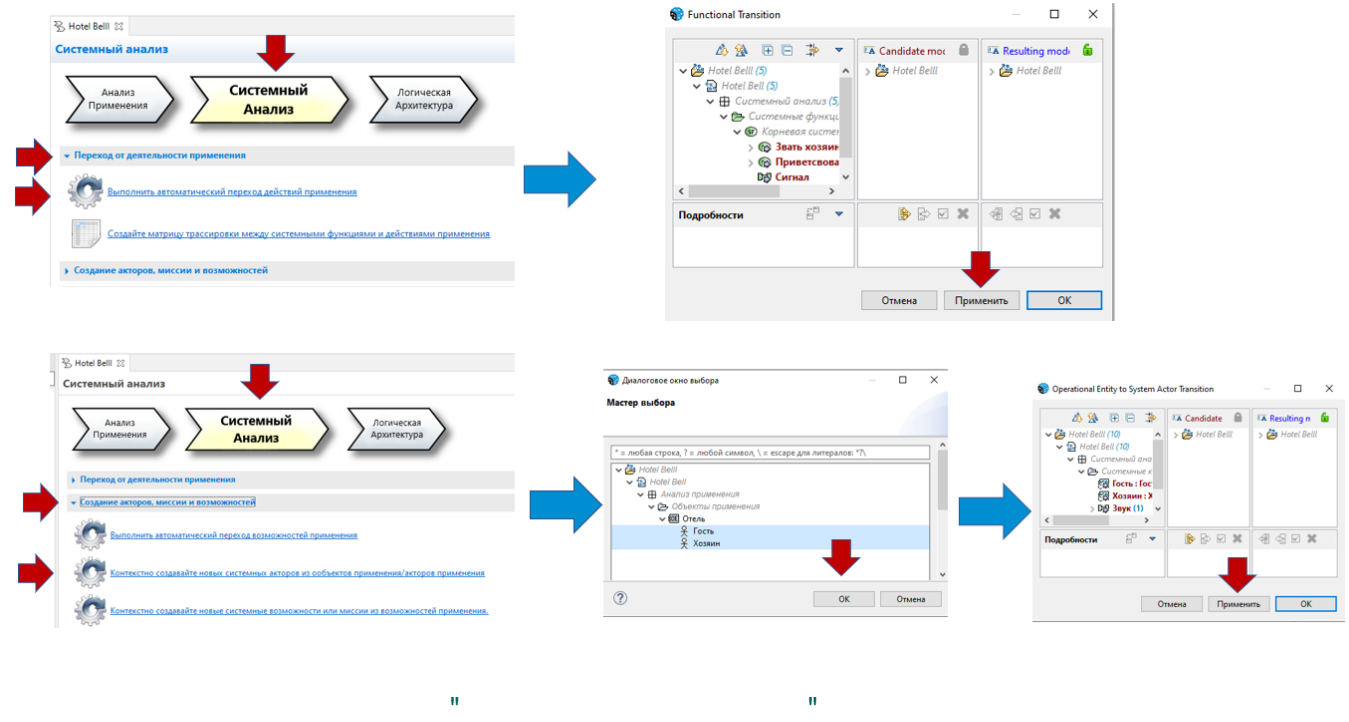 Hotel Belll
Системный анализ
Анализ
Применения
Системный
Анализ
Логическая
Архитектура
Переход от деятельности применения
Выполнить автоматический переход действий применения
Создайте матрицу трассировки между системными функциями и действиями применения
Создание акторов, миссии и возможностей
Functional Transition
Candidate moc
Resulting mod
Hotel Belll (5)
Hotel Bell (5)
Системный анализ (5,
Системные функци
Корневая систем
Звать хозяин
Приветсвова
Сигнал
Hotel Belll
Hotel Belll
Подробности
Отмена
Применить
OK
Hotel Belll
Системный анализ
Анализ
Применения
Системный
Анализ
Логическая
Архитектура
Переход от деятельности применения
Создание акторов, миссии и возможностей
Выполнить автоматический переход возможностей применения
Контекстно создавайте новых системных акторов из ообъектов применения/акторов применения
Контекстно создавайте новые системные возможности или миссии из возможностей применения.
Диалоговое окно выбора
Мастер выбора
* = любая строка, ? = любой символ, \ = escape для литералов: *?\
Hotel Belll
Hotel Bell
Анализ применения
Объекты применения
Отель
Гость
Хозяин
OK
Отмена
Operational Entity to System Actor Transition
Candidate
Resulting n
Hotel Belll (10)
Hotel Bell (10)
Системный ана
Системные к
Гость : Гос
Хозяин : Х
Звук (1)
Hotel Belll
Hotel Belll
Подробности
Отмена
Применить
OK
" "